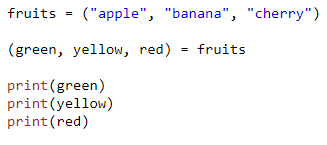 fruits = ("apple", "banana", "cherry")
(green, yellow, red) = fruits
print(green)
print(yellow)
print(red)